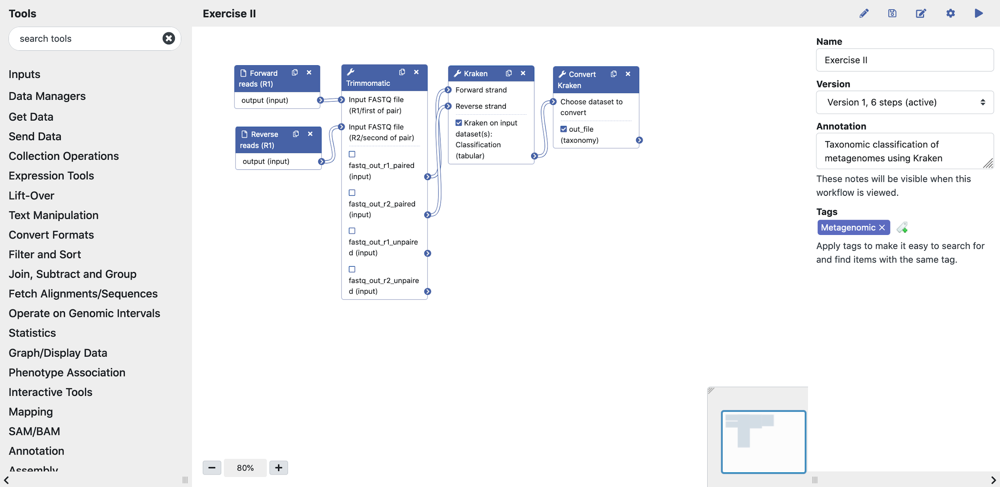 Tools
search tools
Inputs
Data Managers
Get Data
Send Data
Collection Operations
Expression Tools
Lift-Over
Text Manipulation
Convert Formats
Filter and Sort
Join, Subtract and Group
Fetch Alignments/Sequences
Operate on Genomic Intervals
Statistics
Graph/Display Data
Phenotype Association
Interactive Tools
Mapping
SAM/BAM
Annotation
Assembly
Exercise II
Forward
reads (R1)
output (input)
Reverse
reads (R1)
output (input)
Trimmomatic
Input FASTQ file
(R1/first of pair)
Input FASTQ file
(R2/second of pair)
fastq_out_r1_paired
(input)
fastq_out_r2_paired
(input)
fastq_out_r1_unpaire
d (input)
fastq_out_r2_unpaire
d (input)
Kraken
Forward strand
Reverse strand
Kraken on input
dataset(s):
Classification
(tabular)
Convert
Kraken
Choose dataset to
convert
out_file
(taxonomy)
80%
Name
Exercise II
Version
Version 1, 6 steps (active)
Annotation
Taxonomic classification of
metagenomes using Kraken
These notes will be visible when this
workflow is viewed.
Tags
Metagenomic
Apply tags to make it easy to search for
and find items with the same tag.